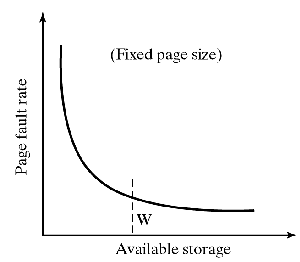 (Fixed page size)
Page fault rate
W
Available storage